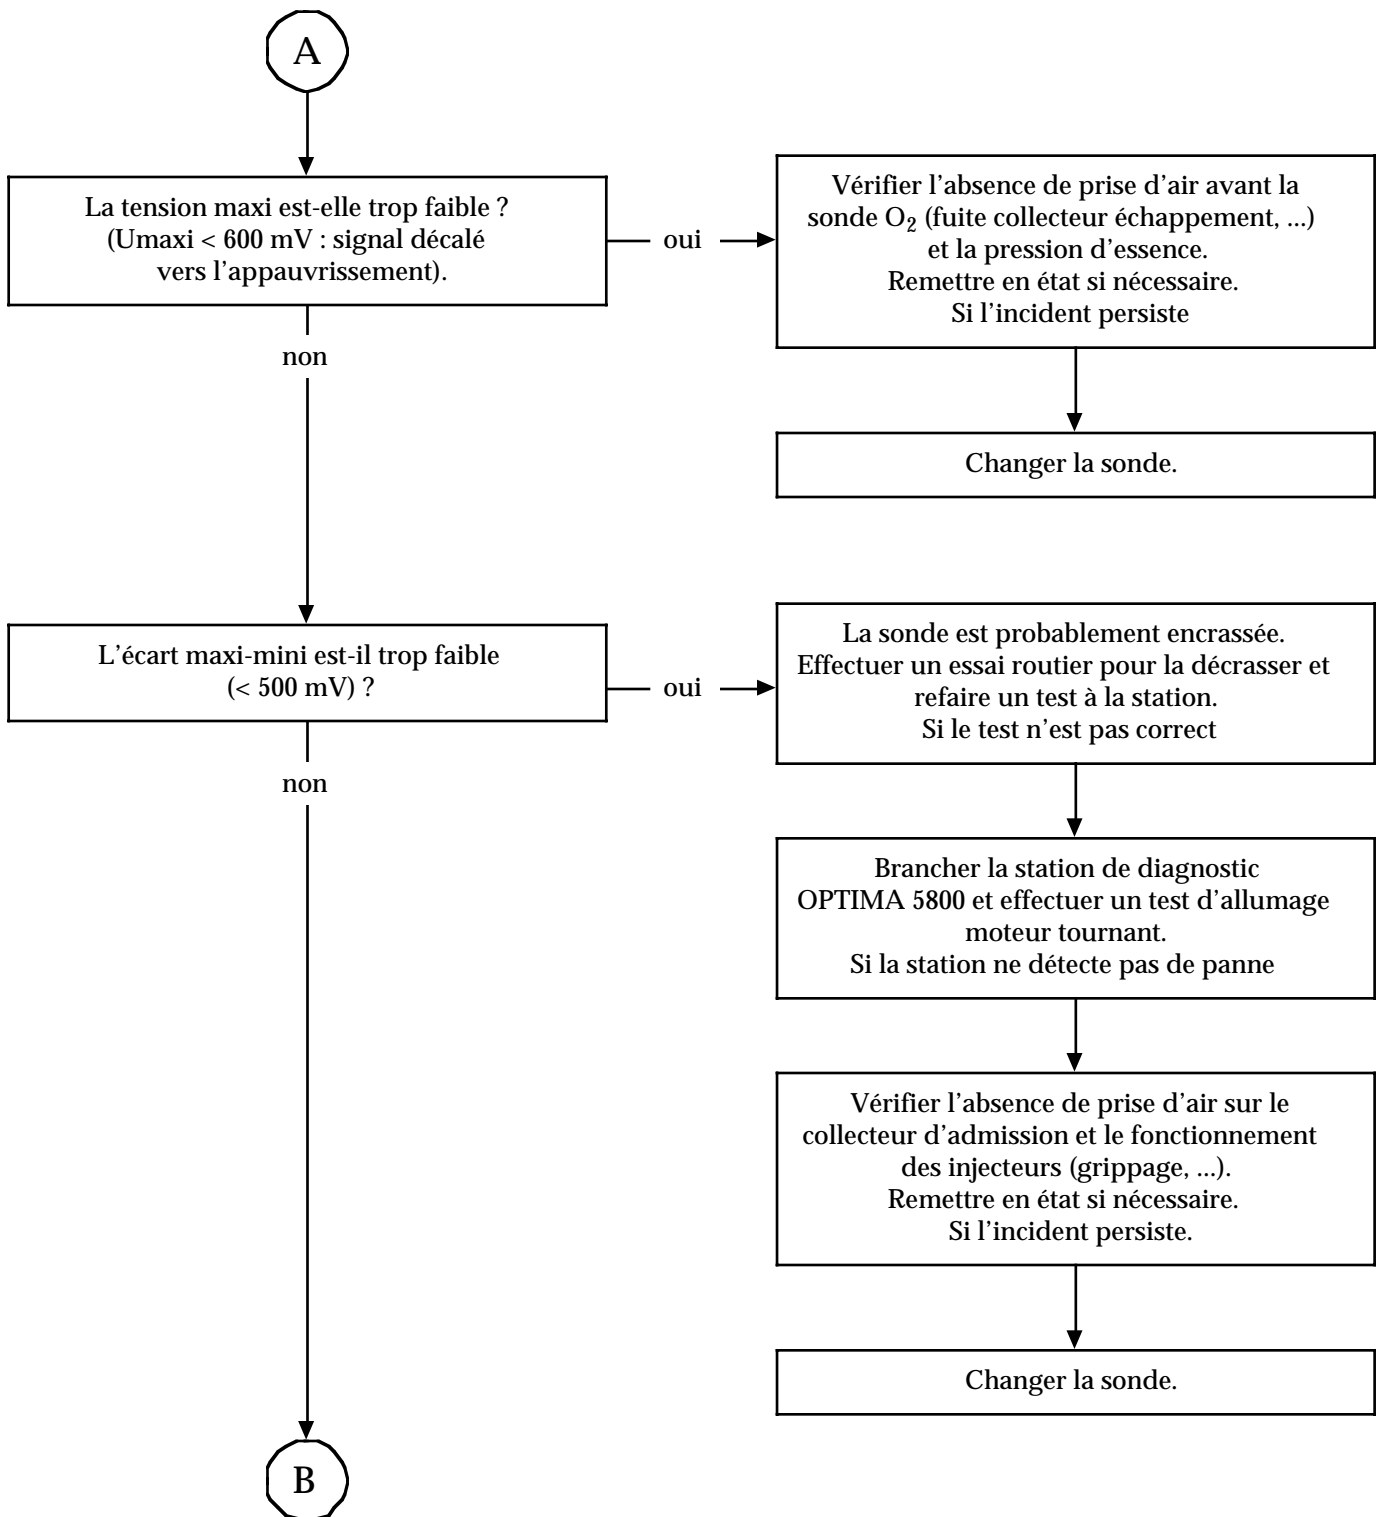 A
La tension maxi est-elle trop faible ?
(Umaxi < 600 mV : signal décalé
vers l'appauvrissement).
oui
Vérifier l'absence de prise d'air avant la
sonde O2 (fuite collecteur échappement, ...)
et la pression d'essence.
Remettre en état si nécessaire.
Si l'incident persiste
non
Changer la sonde.
L'écart maxi-mini est-il trop faible
(< 500 mV) ?
oui
La sonde est probablement encrassée.
Effectuer un essai routier pour la décrasser et
refaire un test à la station.
Si le test n'est pas correct
non
Brancher la station de diagnostic
OPTIMA 5800 et effectuer un test d'allumage
moteur tournant.
Si la station ne détecte pas de panne
Vérifier l'absence de prise d'air sur le
collecteur d'admission et le fonctionnement
des injecteurs (grippage, ...).
Remettre en état si nécessaire.
Si l'incident persiste.
Changer la sonde.
B